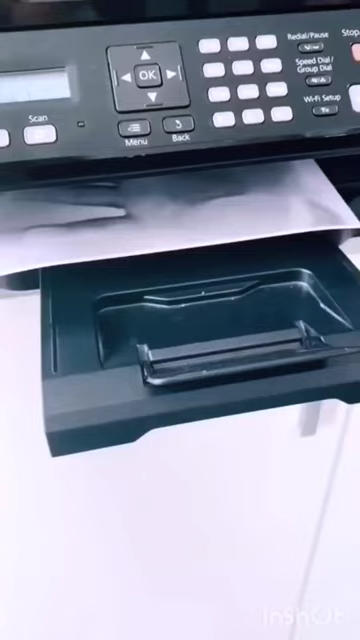 Redial/Pause
Stop
Speed Dial/
Group Dial
Wi-Fi Setup
OK
Scan
Menu
Back
InShOt